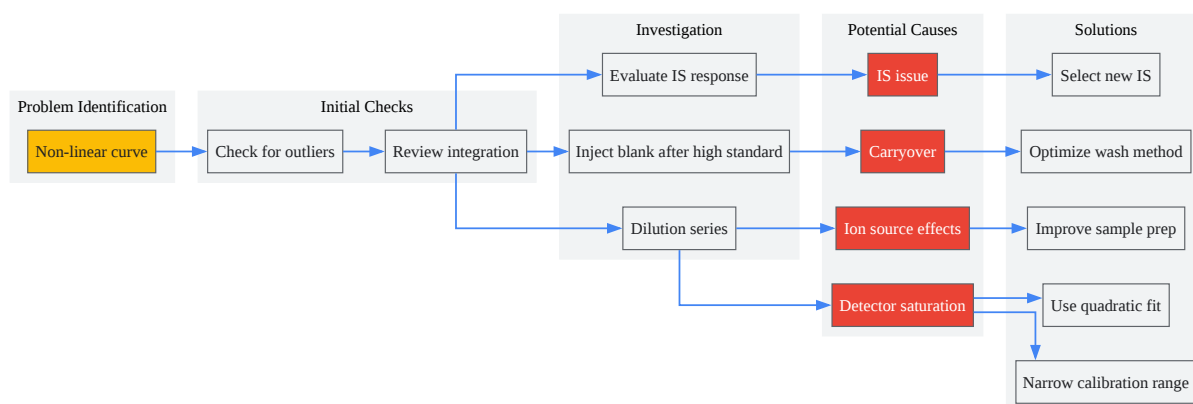 Problem Identification
Non-linear curve
Initial Checks
Check for outliers
Review integration
Investigation
Evaluate IS response
Inject blank after high standard
Dilution series
Potential Causes
IS issue
Carryover
Ion source effects
Detector saturation
Solutions
Select new IS
Optimize wash method
Improve sample prep
Use quadratic fit
Narrow calibration range